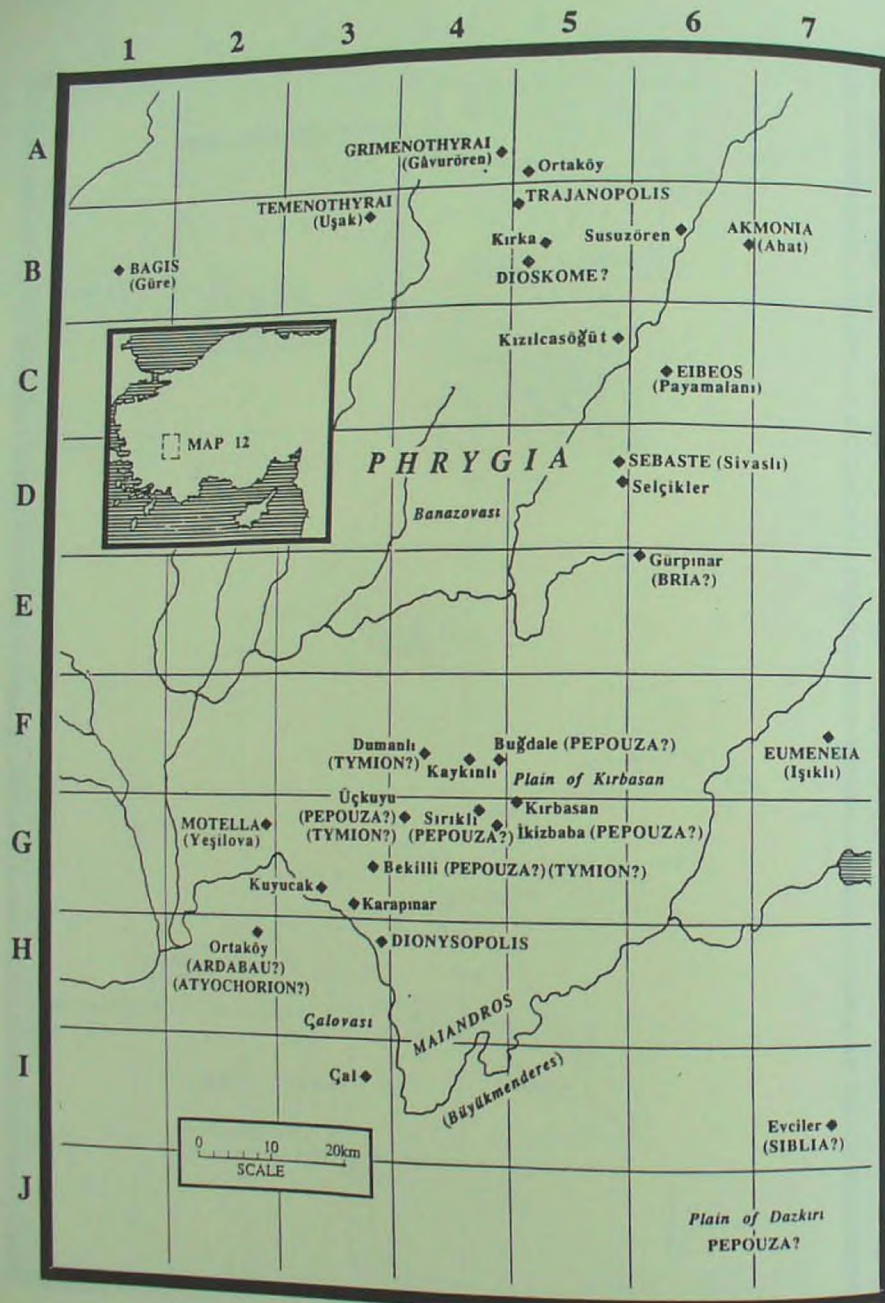 1 2 3 4 5 6 7
A
GRIMENOTHYRAI
(Gâvurören)
Ortaköy
TEMENOTHYRAI
(Uşak)
TRAJANOPOLIS
B
BAGIS
(Güre)
Kırka
Susuzören
AKMONIA
(Ahat)
DIOSKOME?
C
Kızılcasöğüt
EIBEOS
(Payamalanı)
MAP 12
PHRYGIA
D
SEBASTE (Sivaslı)
Selçikler
Banazovası
E
Gürpınar
(BRIA?)
F
Dumanlı
(TYMION?)
Kaykınlı
Buğdale (PEPOUZA?)
Plain of Kırbasan
EUMENEIA
(Işıklı)
G
MOTELLA
(Yeşilova)
Üçkuyu
(PEPOUZA?)
(TYMION?)
Sırıklı
(PEPOUZA?)
Kırbasan
İkizbaba (PEPOUZA?)
Bekilli (PEPOUZA?) (TYMION?)
Kuyucak
Karapınar
H
Ortaköy
(ARDABAU?)
(ATYOCHORION?)
DIONYSOPOLIS
Çalovası
MAIANDROS
(Büyükmenderes)
I
Çal
Evciler
(SIBLIA?)
0 10 20km
SCALE
J
Plain of Dazkırı
PEPOUZA?